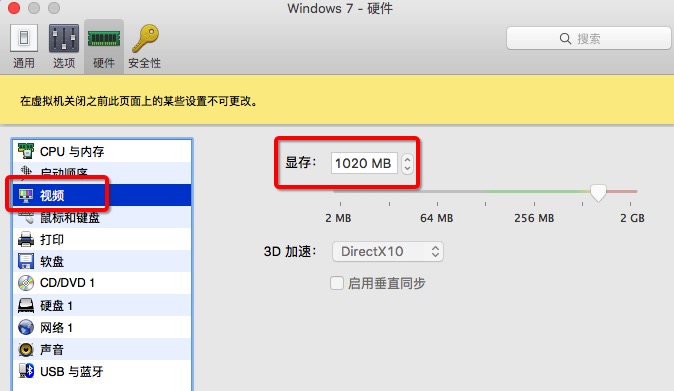 Windows 7 - 硬件
通用 选项 硬件 安全性
搜索
在虚拟机关闭之前此页面上的某些设置不可更改。
CPU 与内存
启动顺序
视频
鼠标和键盘
打印
软盘
CD/DVD 1
硬盘 1
网络 1
声音
USB 与蓝牙
显存： 1020 MB
2 MB 64 MB 256 MB 2 GB
3D 加速： DirectX10
启用垂直同步